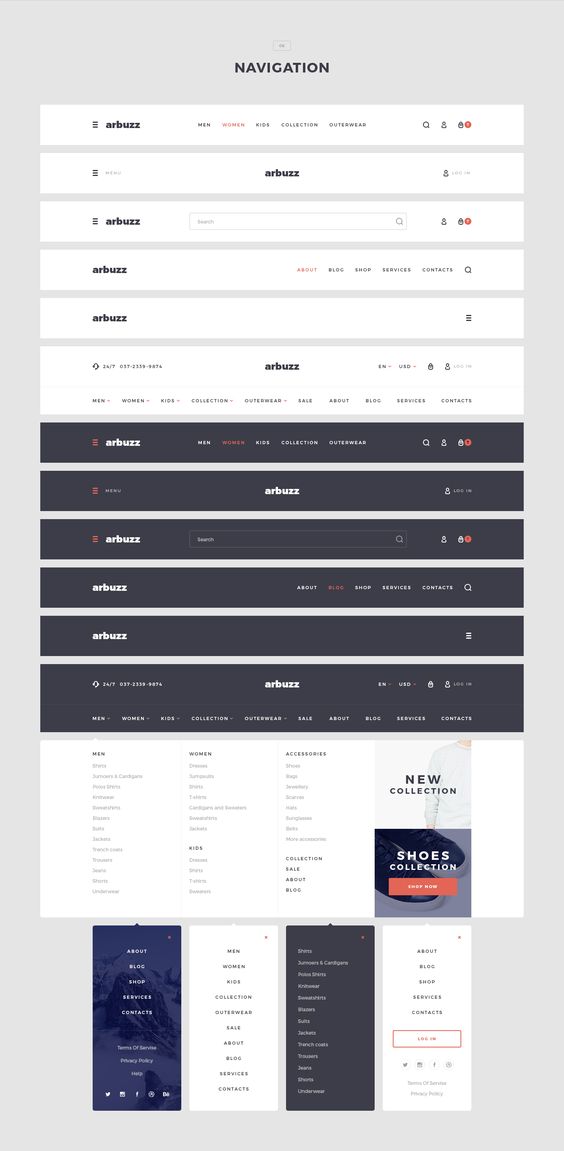 NAVIGATION
arbuzz MEN WOMEN KIDS COLLECTION OUTERWEAR
MENU arbuzz LOG IN
arbuzz Search
arbuzz ABOUT BLOG SHOP SERVICES CONTACTS
arbuzz
24/7 037-2339-9874 arbuzz EN USD LOG IN
MEN WOMEN KIDS COLLECTION OUTERWEAR SALE ABOUT BLOG SERVICES CONTACTS
arbuzz MEN WOMEN KIDS COLLECTION OUTERWEAR
MENU arbuzz LOG IN
arbuzz Search
arbuzz ABOUT BLOG SHOP SERVICES CONTACTS
arbuzz
24/7 037-2339-9874 arbuzz EN USD LOG IN
MEN WOMEN KIDS COLLECTION OUTERWEAR SALE ABOUT BLOG SERVICES CONTACTS
MEN
Shirts
Jumoers & Cardigans
Polos Shirts
Knitwear
Sweatshirts
Blazers
Suits
Jackets
Trench coats
Trousers
Jeans
Shorts
Underwear
WOMEN
Dresses
Jumpsuits
Shirts
T-shirts
Cardigans and Sweaters
Sweatshirts
Jackets
KIDS
Dresses
Shirts
T-shirt
Sweaters
ACCESSORIES
Shoes
Bags
Jewellery
Scarves
Hats
Sunglasses
Belts
More accessories
COLLECTION
SALE
ABOUT
BLOG
NEW
COLLECTION
SHOES
COLLECTION
SHOP NOW
ABOUT
BLOG
SHOP
SERVICES
CONTACTS
Terms Of Servise
Privacy Policy
Help
MEN
WOMEN
KIDS
COLLECTION
OUTERWEAR
SALE
ABOUT
BLOG
SERVICES
CONTACTS
Shirts
Jumoers & Cardigans
Polos Shirts
Knitwear
Sweatshirts
Blazers
Suits
Jackets
Trench coats
Trousers
Jeans
Shorts
Underwear
ABOUT
BLOG
SHOP
SERVICES
CONTACTS
LOG IN
Terms Of Servise
Privacy Policy